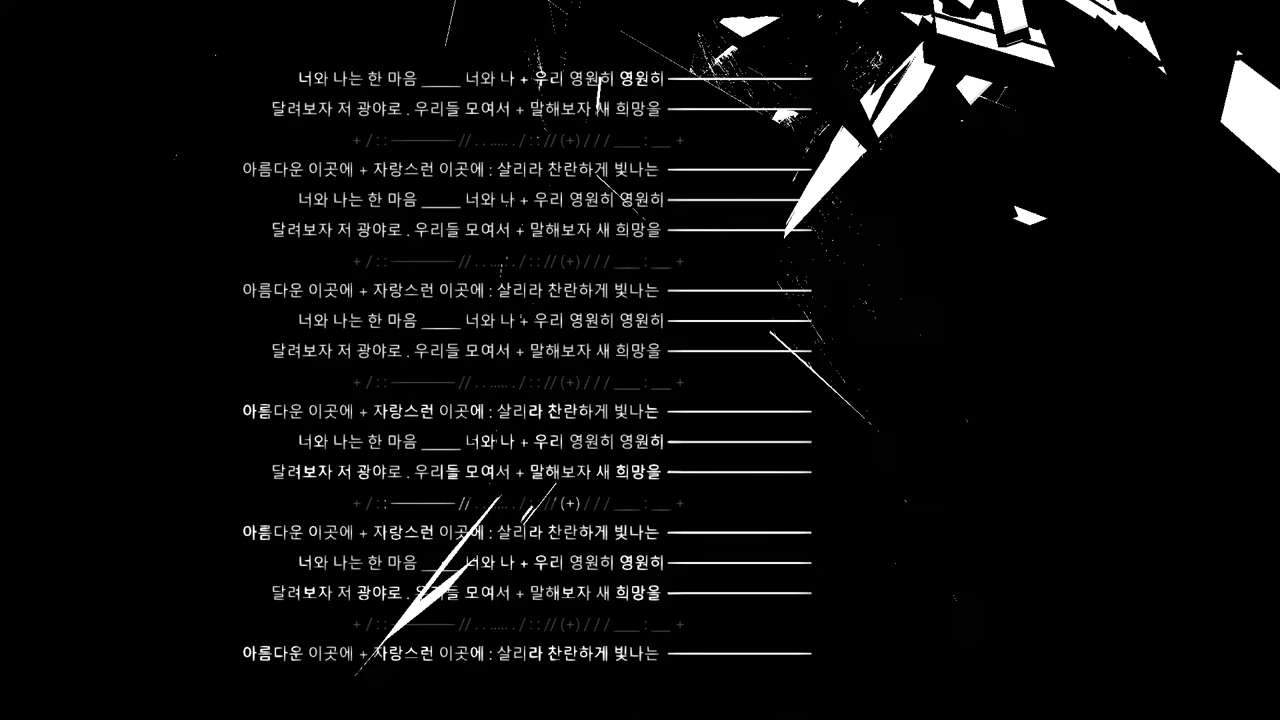 너와 나는 한 마음 _____ 너와 나 + 우리 영원히 영원히
달려보자 저 광야로 . 우리들 모여서 + 말해보자 새 희망을
+ / : : ———— // . . ..... . / : : // (+) / / / ___ : __ +
아름다운 이곳에 + 자랑스런 이곳에 : 살리라 찬란하게 빛나는
너와 나는 한 마음 _____ 너와 나 + 우리 영원히 영원히
달려보자 저 광야로 . 우리들 모여서 + 말해보자 새 희망을
+ / : : ———— // . . ..... . / : : // (+) / / / ___ : __ +
아름다운 이곳에 + 자랑스런 이곳에 : 살리라 찬란하게 빛나는
너와 나는 한 마음 _____ 너와 나 + 우리 영원히 영원히
달려보자 저 광야로 . 우리들 모여서 + 말해보자 새 희망을
+ / : : ———— // . . ..... . / : : // (+) / / / ___ : __ +
아름다운 이곳에 + 자랑스런 이곳에 : 살리라 찬란하게 빛나는
너와 나는 한 마음 _____ 너와 나 + 우리 영원히 영원히
달려보자 저 광야로 . 우리들 모여서 + 말해보자 새 희망을
+ / : : ———— // . . ..... . / : : // (+) / / / ___ : __ +
아름다운 이곳에 + 자랑스런 이곳에 : 살리라 찬란하게 빛나는
너와 나는 한 마음 _____ 너와 나 + 우리 영원히 영원히
달려보자 저 광야로 . 우리들 모여서 + 말해보자 새 희망을
+ / : : ———— // . . ..... . / : : // (+) / / / ___ : __ +
아름다운 이곳에 + 자랑스런 이곳에 : 살리라 찬란하게 빛나는